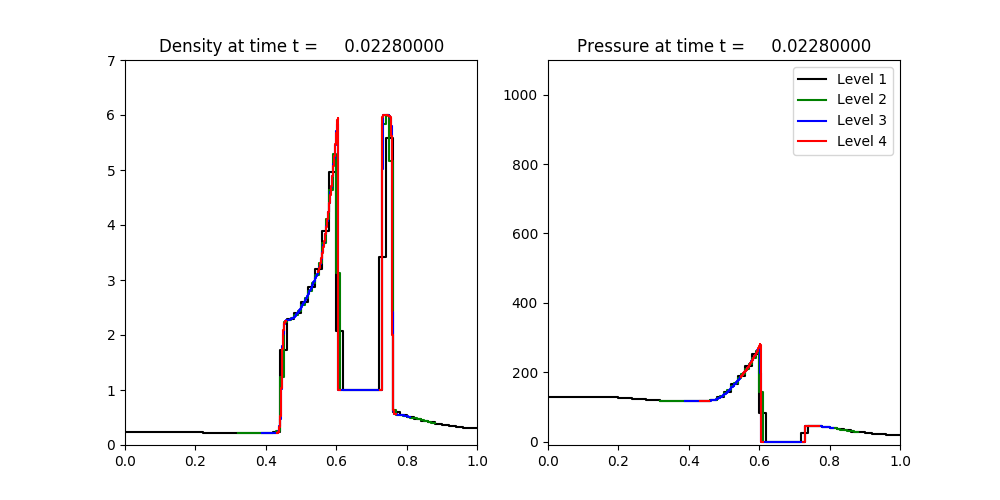 Density at time t = 0.02280000
7
6
5
4
3
2
1
0
0.0 0.2 0.4 0.6 0.8 1.0
Pressure at time t = 0.02280000
1000
800
600
400
200
0
0.0 0.2 0.4 0.6 0.8 1.0
Level 1
Level 2
Level 3
Level 4